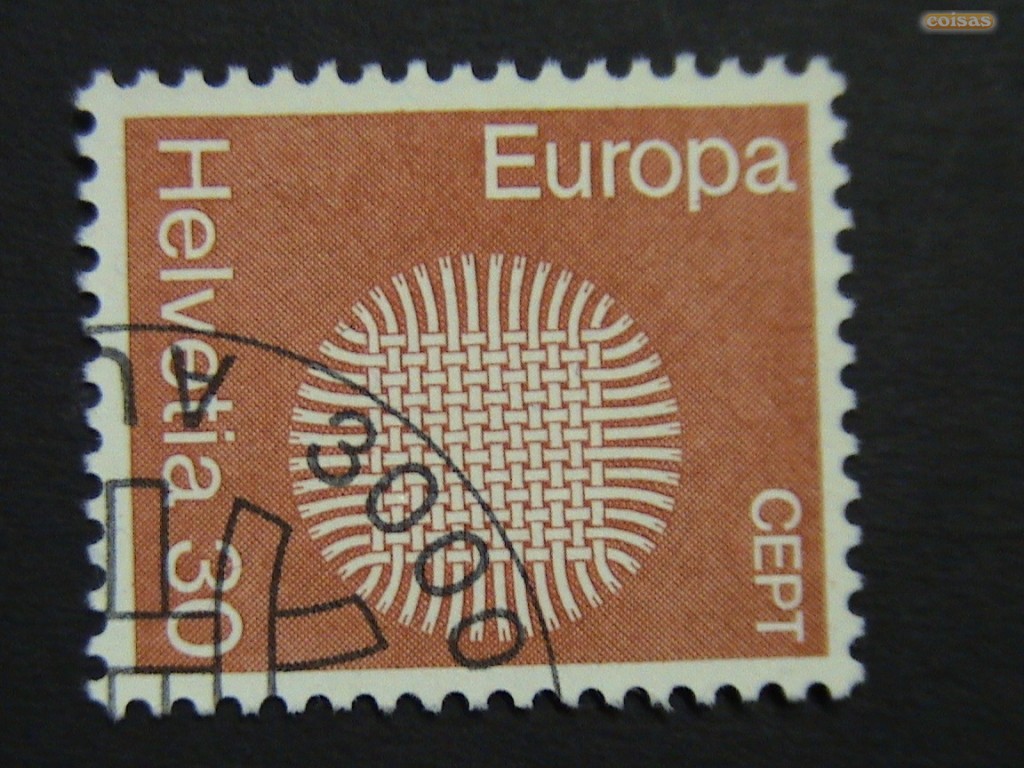 coisas
Europa
Helvetia 30
CEPT
3000